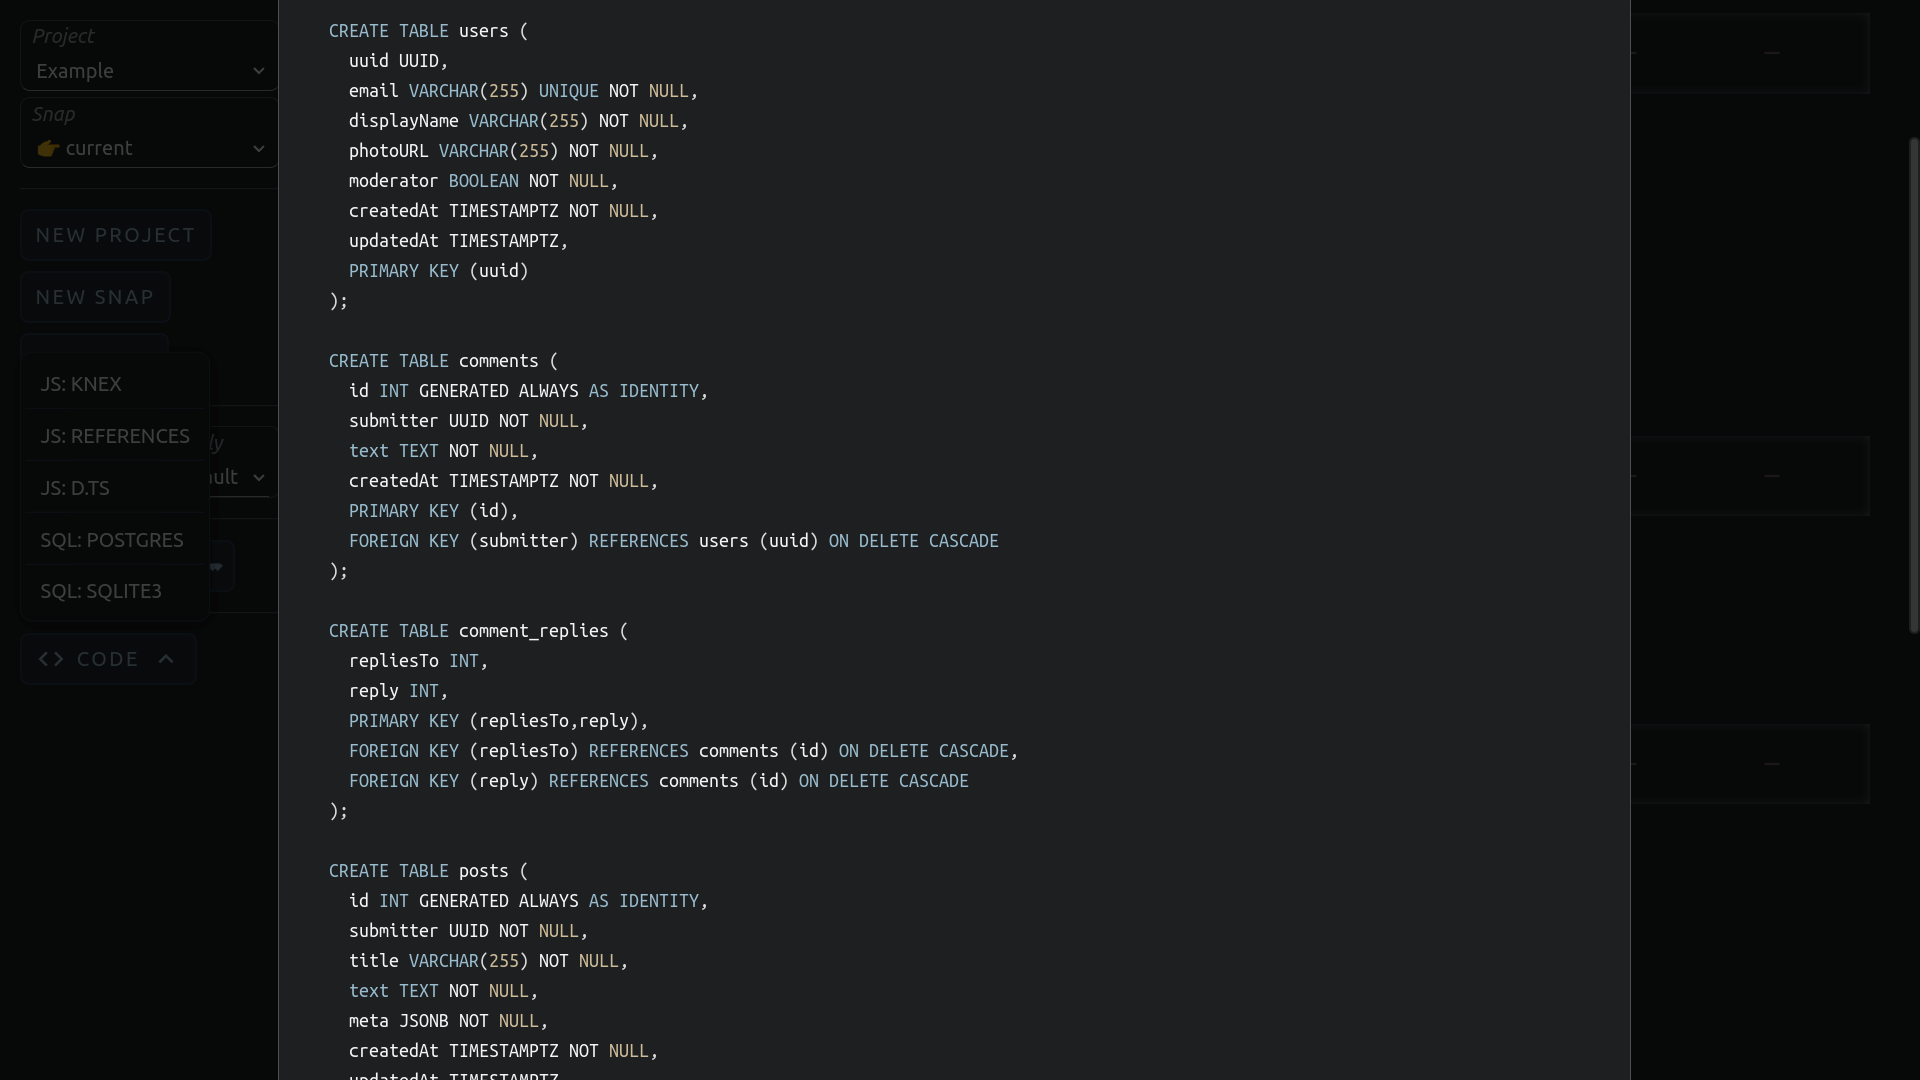 Project
Example
Snap
👉 current
NEW PROJECT
NEW SNAP
JS: KNEX
JS: REFERENCES
JS: D.TS
SQL: POSTGRES
SQL: SQLITE3
<> CODE
CREATE TABLE users (
  uuid UUID,
  email VARCHAR(255) UNIQUE NOT NULL,
  displayName VARCHAR(255) NOT NULL,
  photoURL VARCHAR(255) NOT NULL,
  moderator BOOLEAN NOT NULL,
  createdAt TIMESTAMPTZ NOT NULL,
  updatedAt TIMESTAMPTZ,
  PRIMARY KEY (uuid)
);
CREATE TABLE comments (
  id INT GENERATED ALWAYS AS IDENTITY,
  submitter UUID NOT NULL,
  text TEXT NOT NULL,
  createdAt TIMESTAMPTZ NOT NULL,
  PRIMARY KEY (id),
  FOREIGN KEY (submitter) REFERENCES users (uuid) ON DELETE CASCADE
);
CREATE TABLE comment_replies (
  repliesTo INT,
  reply INT,
  PRIMARY KEY (repliesTo,reply),
  FOREIGN KEY (repliesTo) REFERENCES comments (id) ON DELETE CASCADE,
  FOREIGN KEY (reply) REFERENCES comments (id) ON DELETE CASCADE
);
CREATE TABLE posts (
  id INT GENERATED ALWAYS AS IDENTITY,
  submitter UUID NOT NULL,
  title VARCHAR(255) NOT NULL,
  text TEXT NOT NULL,
  meta JSONB NOT NULL,
  createdAt TIMESTAMPTZ NOT NULL,
  updatedAt TIMESTAMPTZ